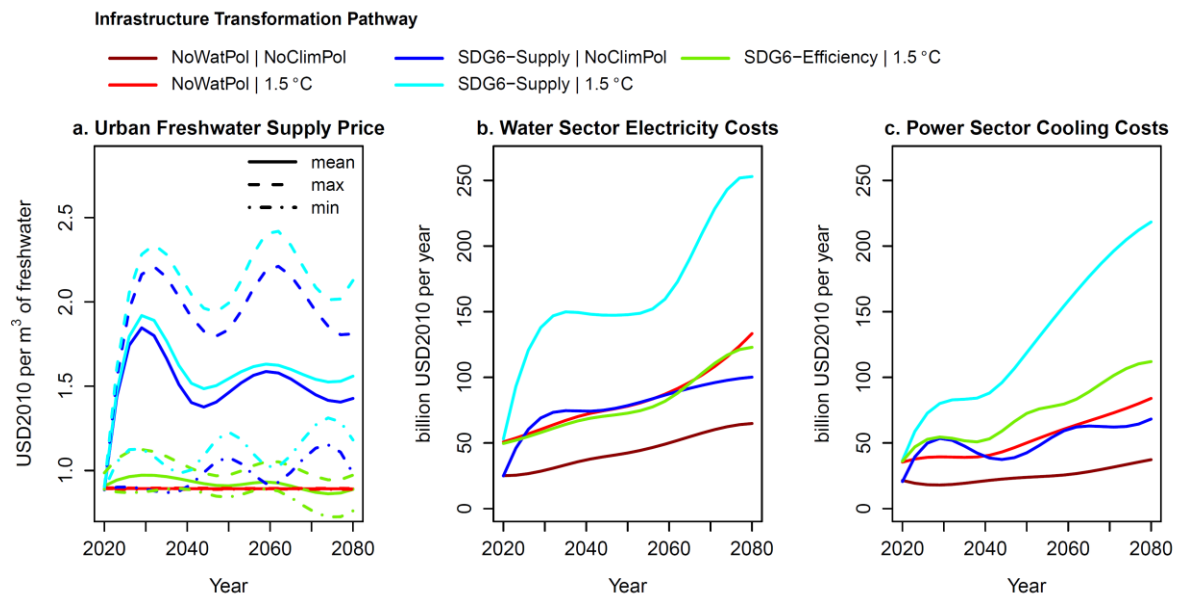 Infrastructure Transformation Pathway
NoWatPol | NoClimPol
SDG6−Supply | NoClimPol
SDG6−Efficiency | 1.5 °C
NoWatPol | 1.5 °C
SDG6−Supply | 1.5 °C
a. Urban Freshwater Supply Price
b. Water Sector Electricity Costs
c. Power Sector Cooling Costs
USD2010 per m³ of freshwater
1.0
1.5
2.0
2.5
mean
max
min
2020 2040 2060 2080
Year
billion USD2010 per year
0
50
100
150
200
250
2020 2040 2060 2080
Year
billion USD2010 per year
0
50
100
150
200
250
2020 2040 2060 2080
Year